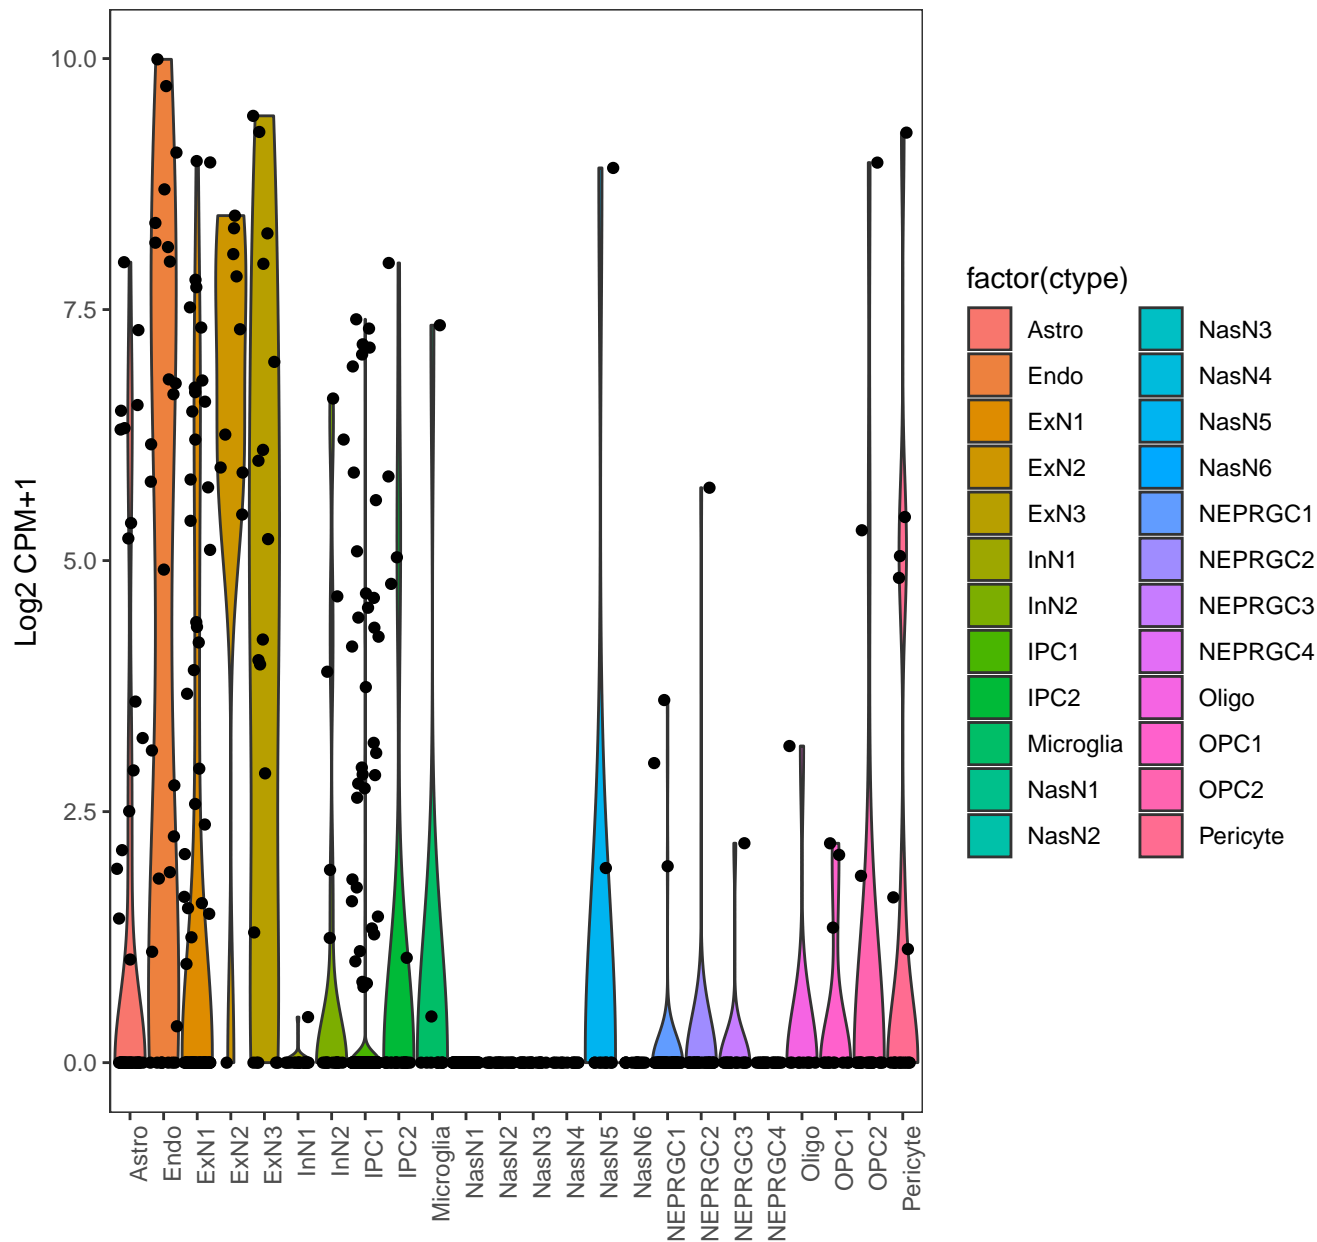 Log2 CPM+1
10.0
7.5
5.0
2.5
0.0
Astro
Endo
ExN1
ExN2
ExN3
InN1
InN2
IPC1
IPC2
Microglia
NasN1
NasN2
NasN3
NasN4
NasN5
NasN6
NEPRGC1
NEPRGC2
NEPRGC3
NEPRGC4
Oligo
OPC1
OPC2
Pericyte
factor(ctype)
Astro
Endo
ExN1
ExN2
ExN3
InN1
InN2
IPC1
IPC2
Microglia
NasN1
NasN2
NasN3
NasN4
NasN5
NasN6
NEPRGC1
NEPRGC2
NEPRGC3
NEPRGC4
Oligo
OPC1
OPC2
Pericyte